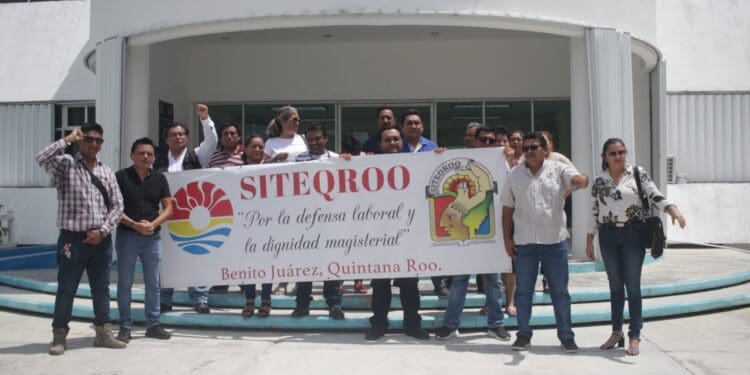 SITEQROO
"Por la defensa laboral y
la dignidad magisterial"
Benito Juárez, Quintana Roo.
SITEQROO